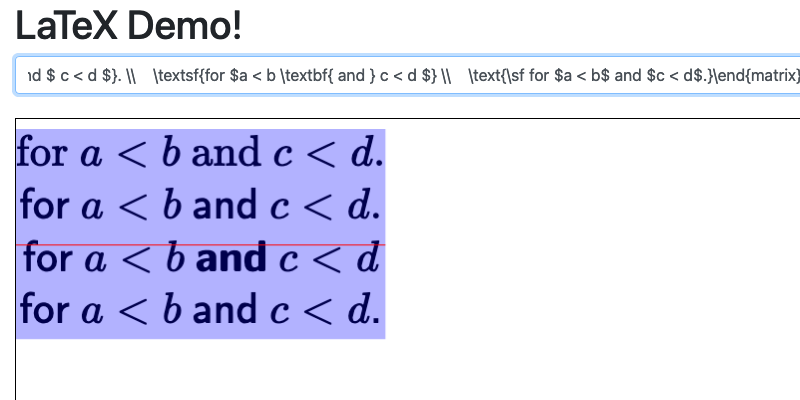 LaTeX Demo!
nd $ c < d $}. \\ \textsf{for $a < b \textbf{ and } c < d $} \\ \text{\sf for $a < b$ and $c < d$.}\end{matrix}
for a < b and c < d.
for a < b and c < d.
for a < b and c < d
for a < b and c < d.